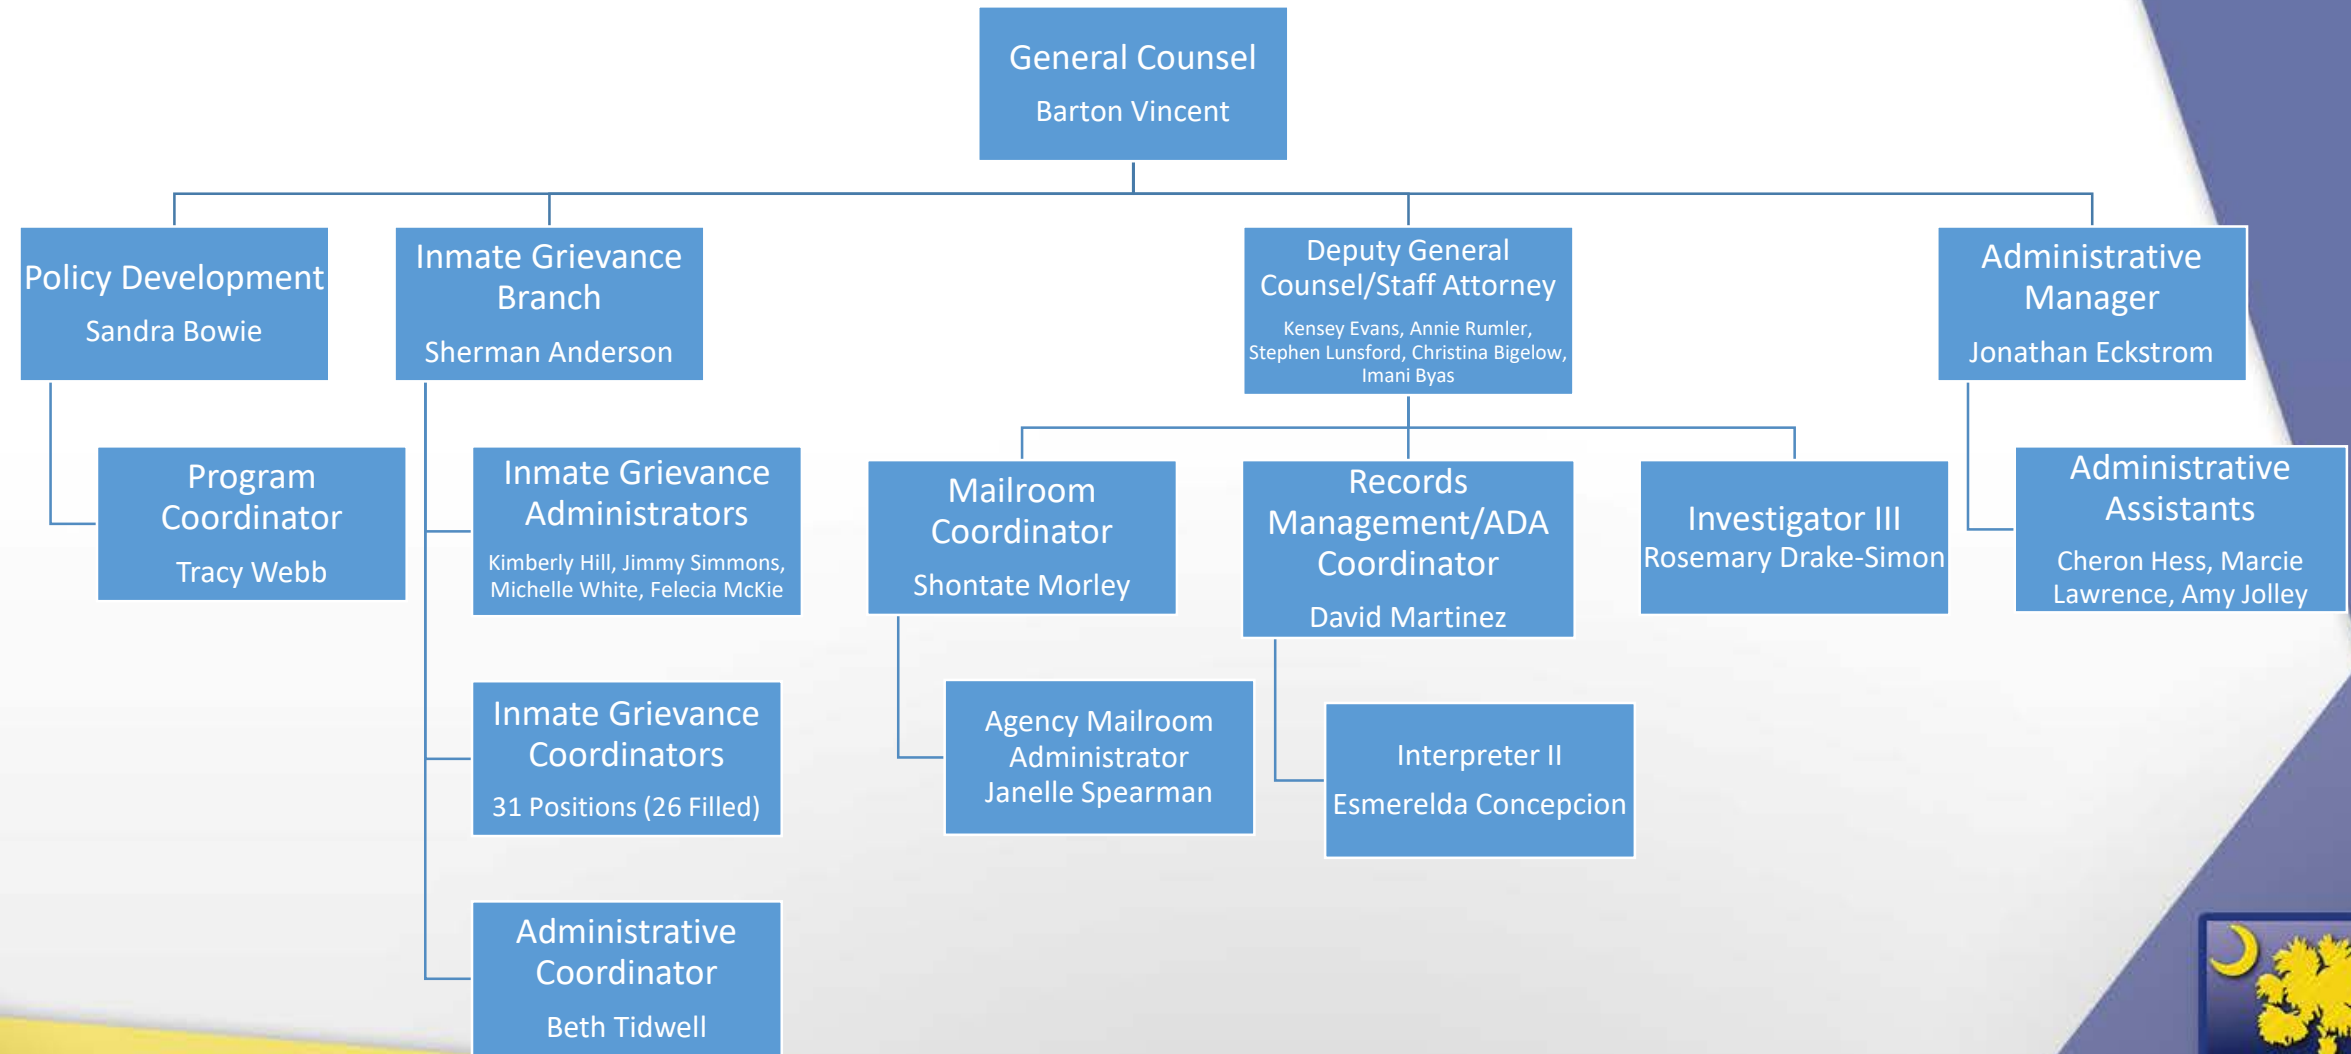 General Counsel
Barton Vincent
Policy Development
Sandra Bowie
Inmate Grievance
Branch
Sherman Anderson
Deputy General
Counsel/Staff Attorney
Kensey Evans, Annie Rumler,
Stephen Lunsford, Christina Bigelow,
Imani Byas
Administrative
Manager
Jonathan Eckstrom
Program
Coordinator
Tracy Webb
Inmate Grievance
Administrators
Kimberly Hill, Jimmy Simmons,
Michelle White, Felecia McKie
Mailroom
Coordinator
Shontate Morley
Records
Management/ADA
Coordinator
David Martinez
Investigator III
Rosemary Drake-Simon
Administrative
Assistants
Cheron Hess, Marcie
Lawrence, Amy Jolley
Inmate Grievance
Coordinators
31 Positions (26 Filled)
Agency Mailroom
Administrator
Janelle Spearman
Interpreter II
Esmerelda Concepcion
Administrative
Coordinator
Beth Tidwell